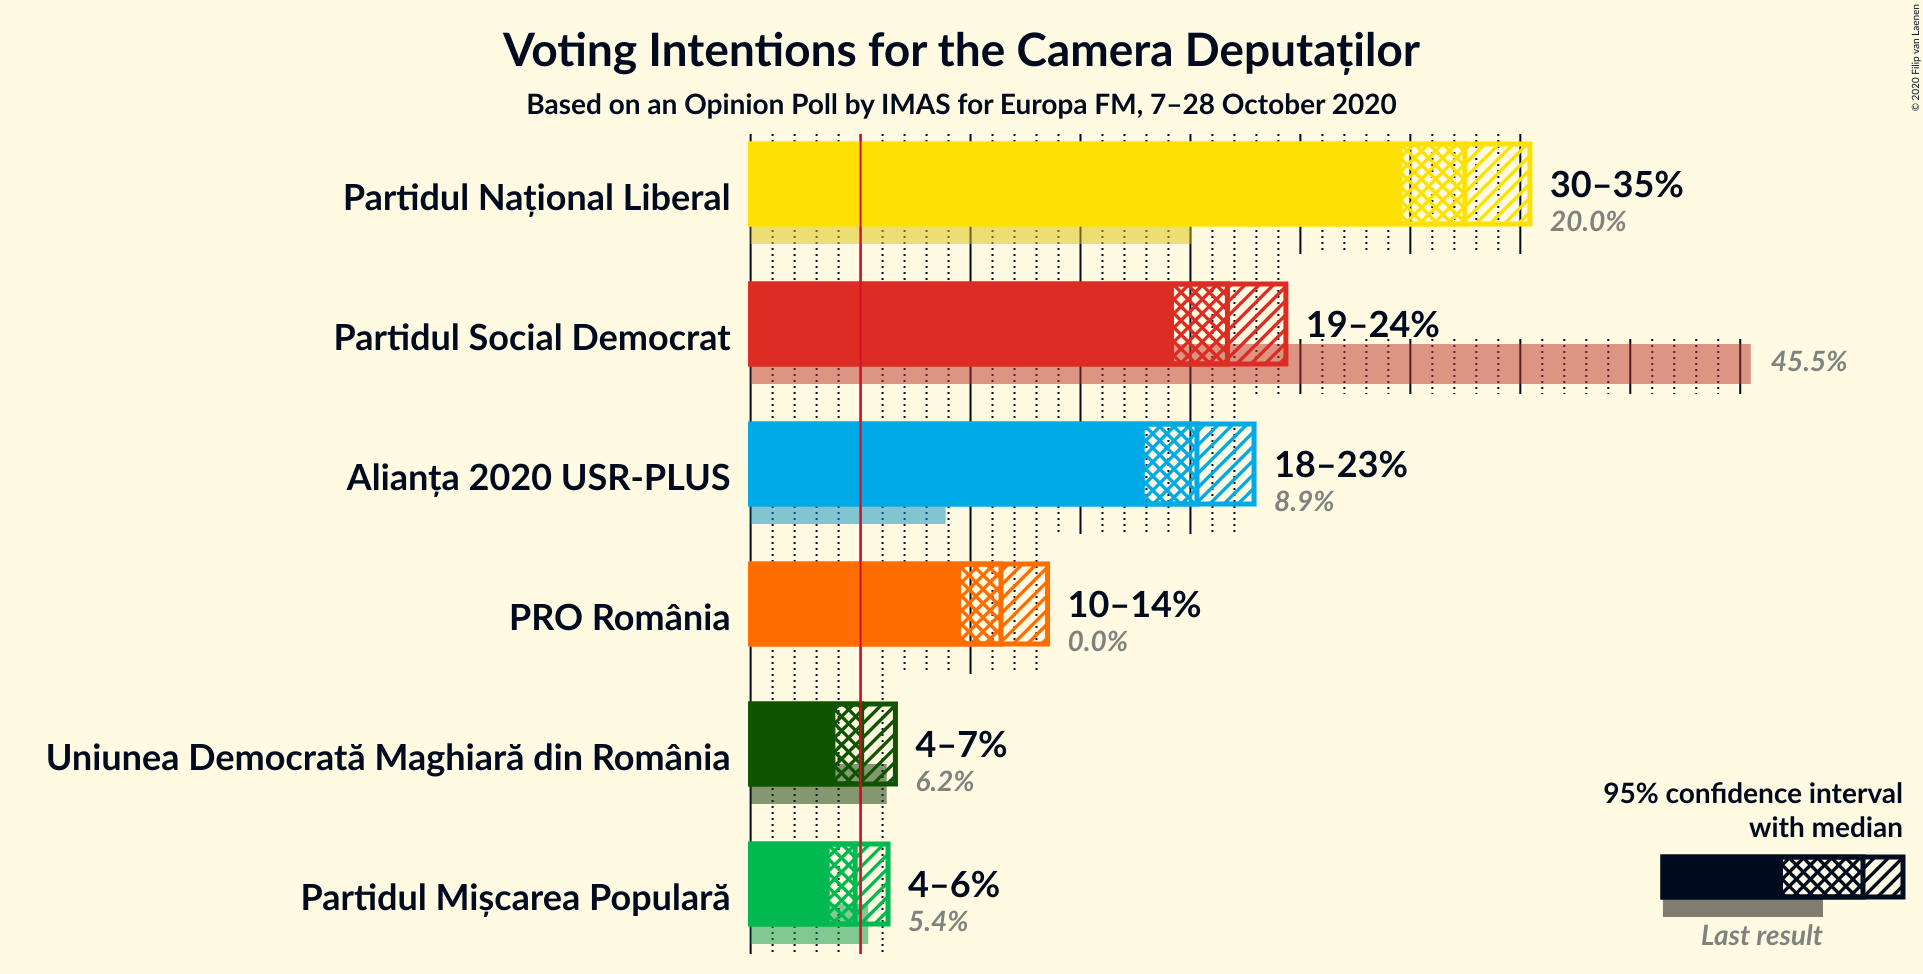 Voting Intentions for the Camera Deputaților
Based on an Opinion Poll by IMAS for Europa FM, 7–28 October 2020
© 2020 Filip van Laenen
Partidul Național Liberal
30–35%
20.0%
Partidul Social Democrat
19–24%
45.5%
Alianța 2020 USR-PLUS
18–23%
8.9%
PRO România
10–14%
0.0%
Uniunea Democrată Maghiară din România
4–7%
6.2%
Partidul Mișcarea Populară
4–6%
5.4%
95% confidence interval
with median
Last result